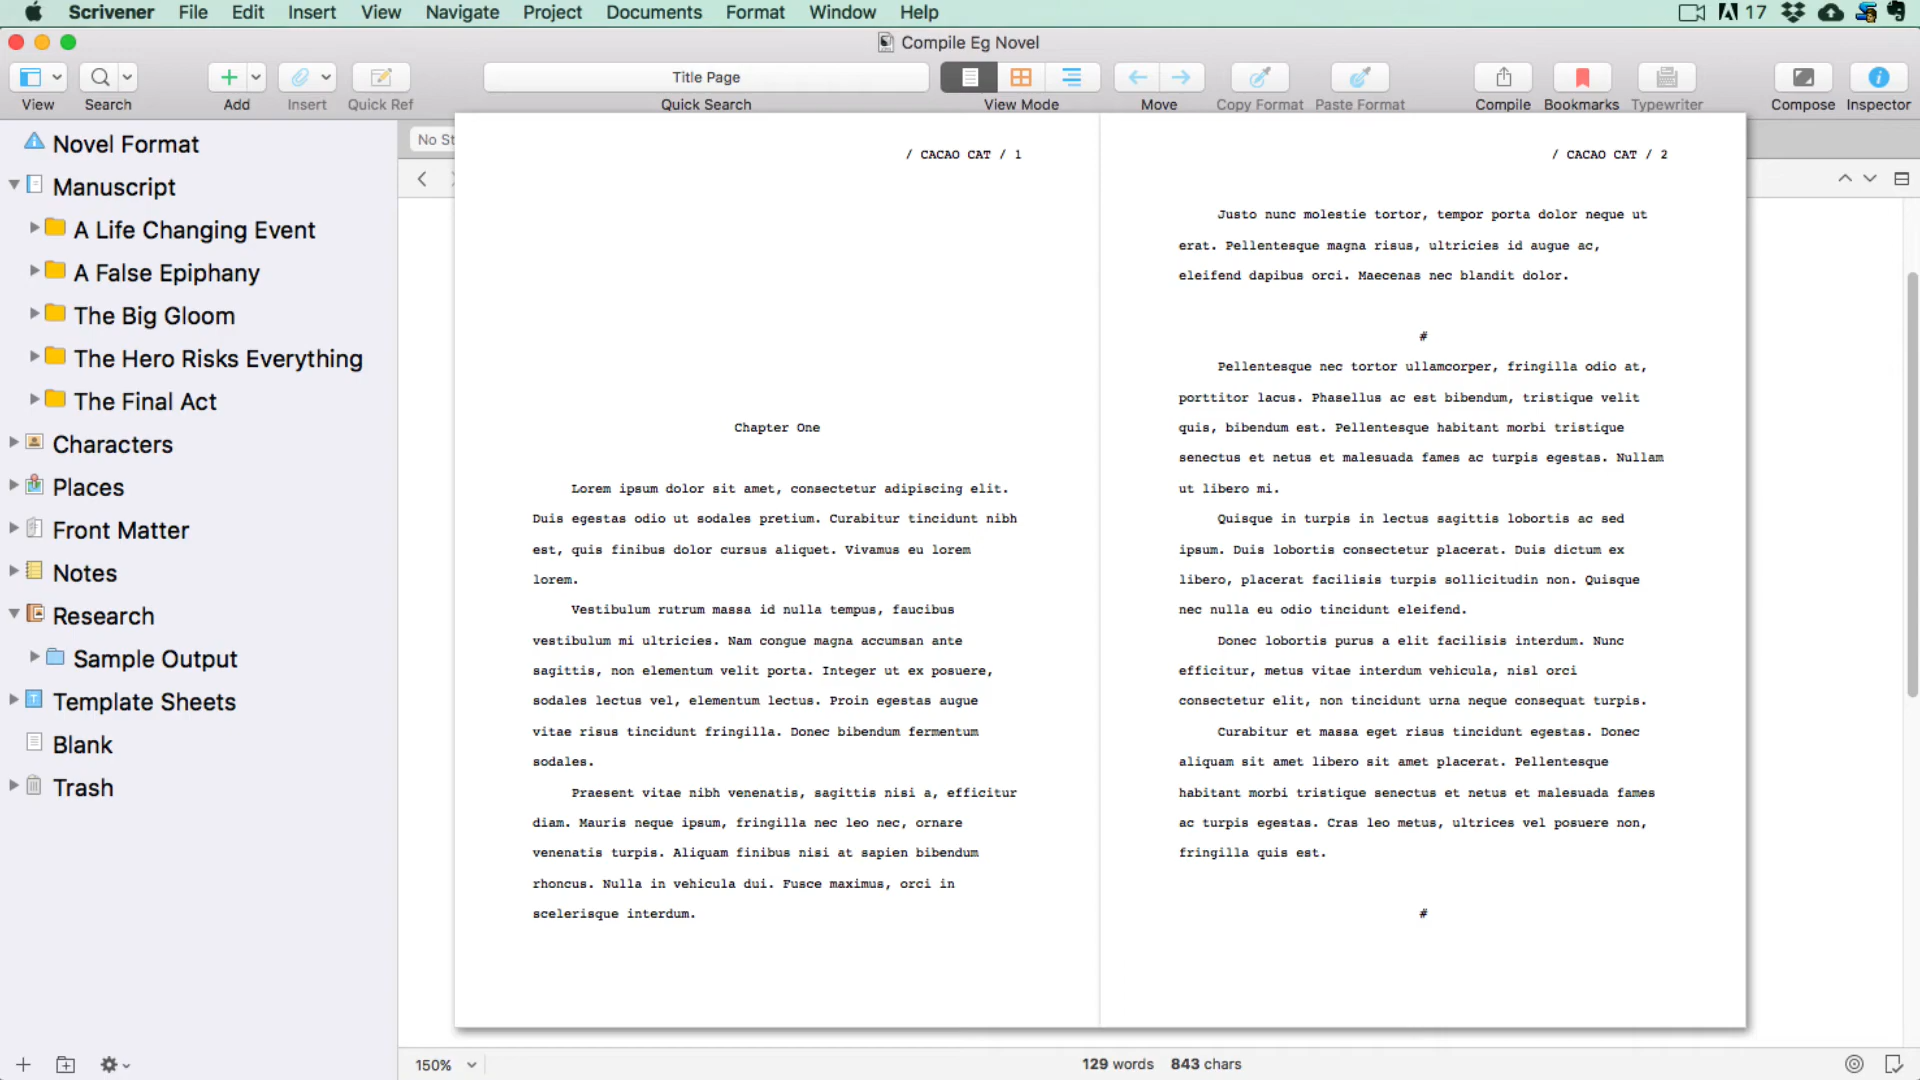 Scrivener File Edit Insert View Navigate Project Documents Format Window Help 17
Compile Eg Novel
Title Page
View Search Add Insert Quick Ref Quick Search View Mode Move Copy Format Paste Format Compile Bookmarks Typewriter Compose Inspector
Novel Format
Manuscript
A Life Changing Event
A False Epiphany
The Big Gloom
The Hero Risks Everything
The Final Act
Characters
Places
Front Matter
Notes
Research
Sample Output
Template Sheets
Blank
Trash
No St
/ CACAO CAT / 1
Chapter One
Lorem ipsum dolor sit amet, consectetur adipiscing elit.
Duis egestas odio ut sodales pretium. Curabitur tincidunt nibh
est, quis finibus dolor cursus aliquet. Vivamus eu lorem
lorem.
Vestibulum rutrum massa id nulla tempus, faucibus
vestibulum mi ultricies. Nam congue magna accumsan ante
sagittis, non elementum velit porta. Integer ut ex posuere,
sodales lectus vel, elementum lectus. Proin egestas augue
vitae risus tincidunt fringilla. Donec bibendum fermentum
sodales.
Praesent vitae nibh venenatis, sagittis nisi a, efficitur
diam. Mauris neque ipsum, fringilla nec leo nec, ornare
venenatis turpis. Aliquam finibus nisi at sapien bibendum
rhoncus. Nulla in vehicula dui. Fusce maximus, orci in
scelerisque interdum.
/ CACAO CAT / 2
Justo nunc molestie tortor, tempor porta dolor neque ut
erat. Pellentesque magna risus, ultricies id augue ac,
eleifend dapibus orci. Maecenas nec blandit dolor.
#
Pellentesque nec tortor ullamcorper, fringilla odio at,
porttitor lacus. Phasellus ac est bibendum, tristique velit
quis, bibendum est. Pellentesque habitant morbi tristique
senectus et netus et malesuada fames ac turpis egestas. Nullam
ut libero mi.
Quisque in turpis in lectus sagittis lobortis ac sed
ipsum. Duis lobortis consectetur placerat. Duis dictum ex
libero, placerat facilisis turpis sollicitudin non. Quisque
nec nulla eu odio tincidunt eleifend.
Donec lobortis purus a elit facilisis interdum. Nunc
efficitur, metus vitae interdum vehicula, nisl orci
consectetur elit, non tincidunt urna neque consequat turpis.
Curabitur et massa eget risus tincidunt egestas. Donec
aliquam sit amet libero sit amet placerat. Pellentesque
habitant morbi tristique senectus et netus et malesuada fames
ac turpis egestas. Cras leo metus, ultrices vel posuere non,
fringilla quis est.
#
150% 129 words 843 chars